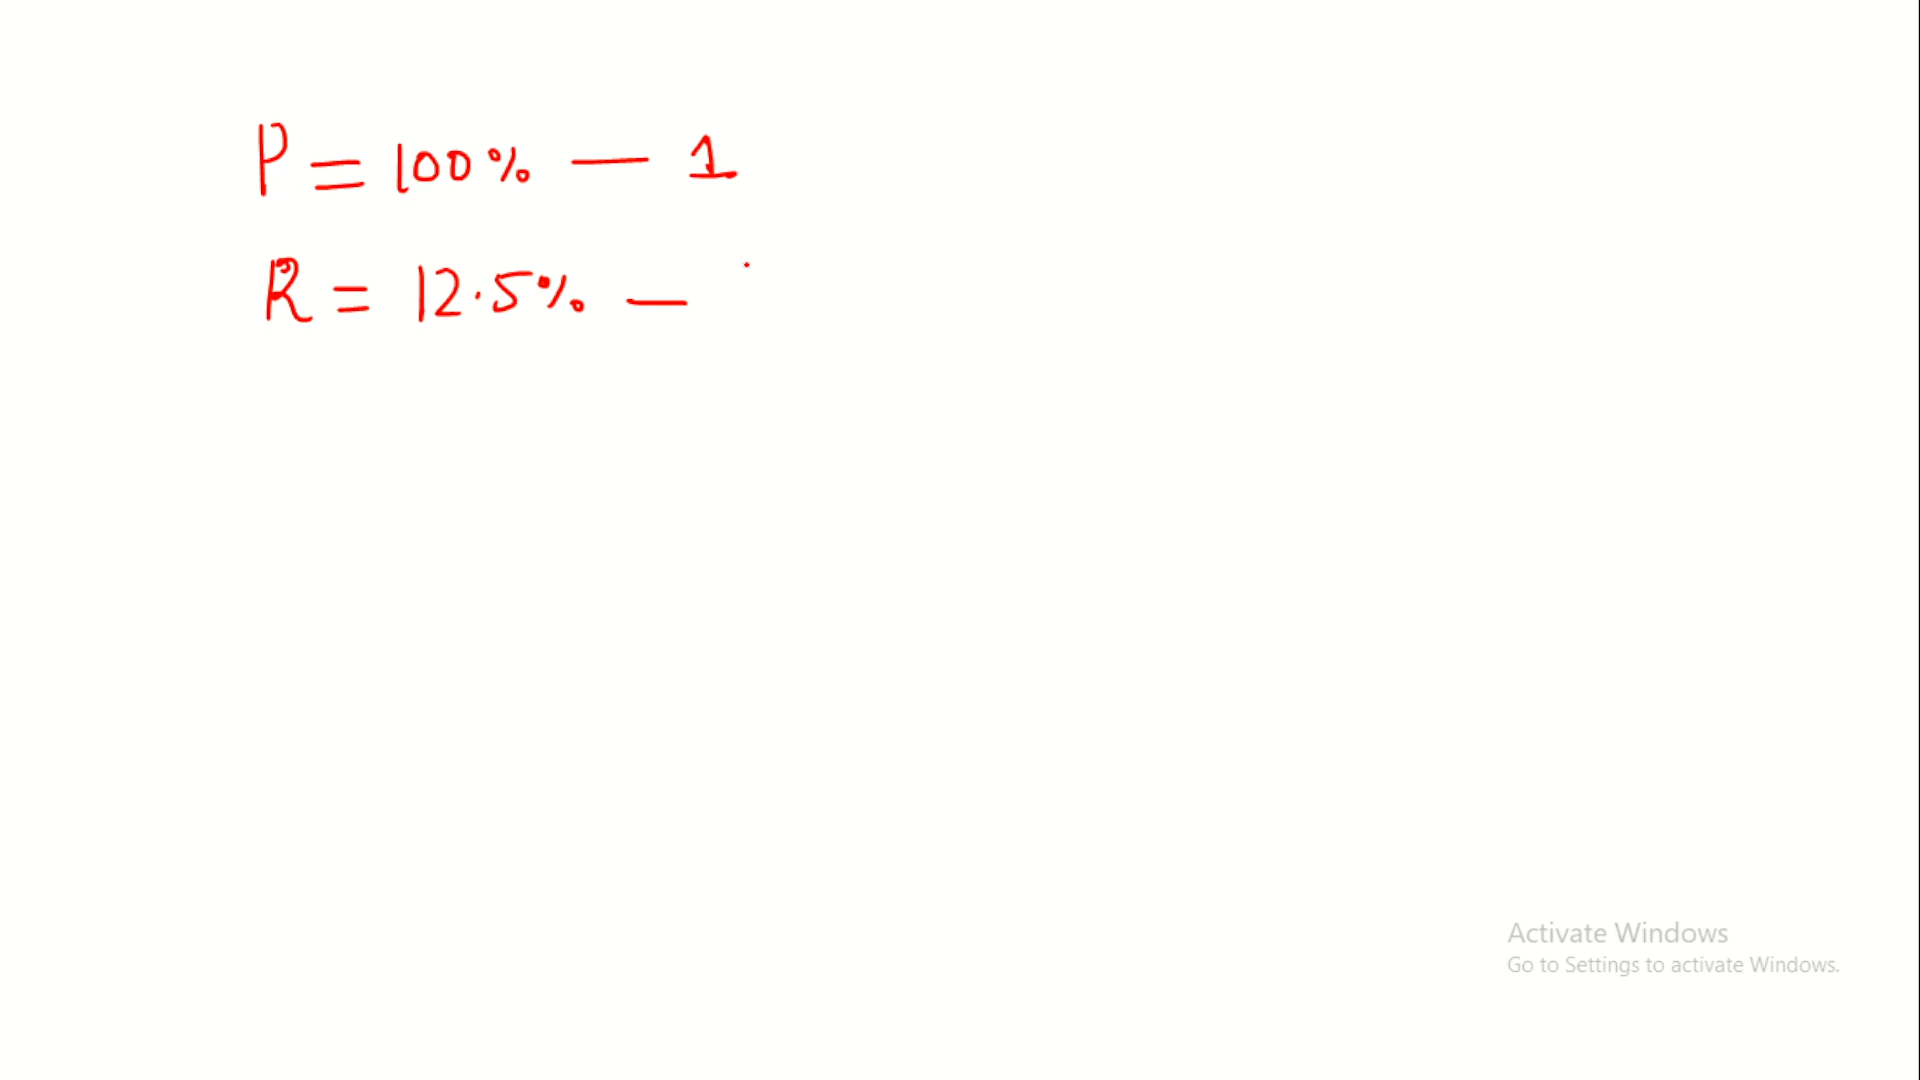 P = 100% — 1
R = 12.5% —
Activate Windows
Go to Settings to activate Windows.